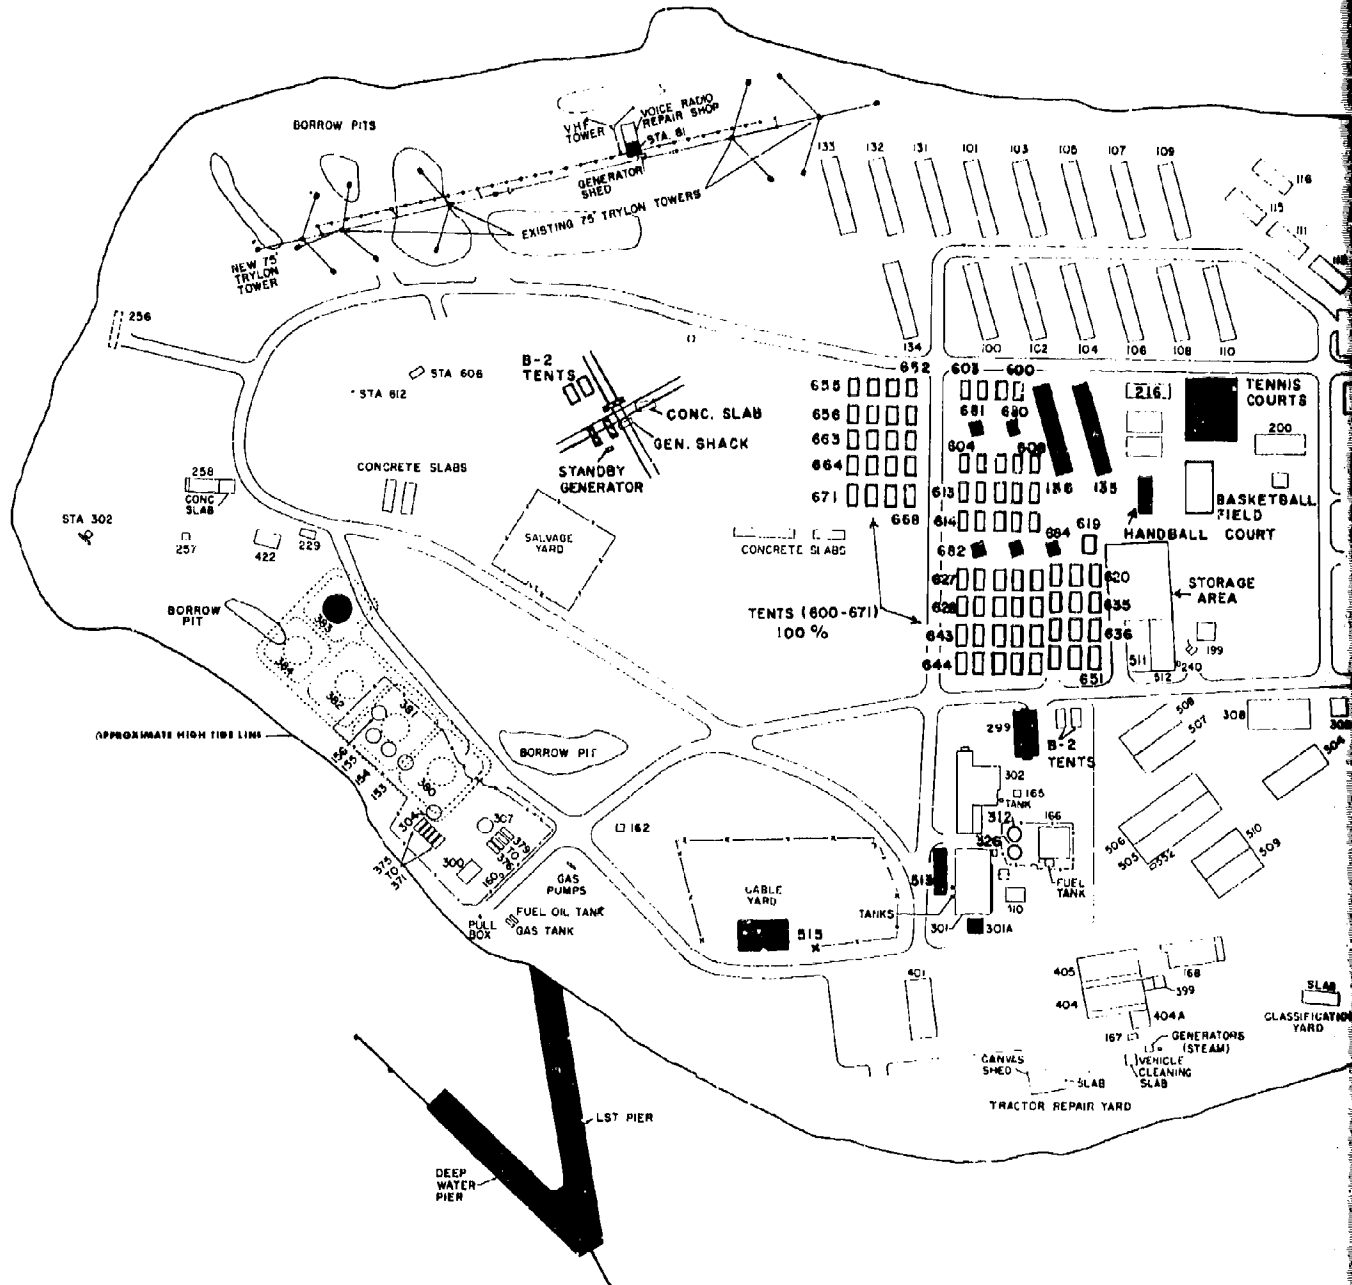 BORROW PITS
VHF
TOWER
VOICE RADIO
REPAIR SHOP
STA. 81
GENERATOR
SHED
EXISTING 75' TRYLON TOWERS
NEW 75'
TRYLON
TOWER
133
132
131
101
103
105
107
109
116
115
111
134
100
102
104
106
108
110
256
STA 606
STA 612
B-2
TENTS
CONC. SLAB
GEN. SHACK
STANDBY
GENERATOR
CONCRETE SLABS
258
CONC
SLAB
STA 302
257
422
229
SALVAGE
YARD
CONCRETE SLABS
652
655
656
663
664
671
668
603
600
681
680
604
608
613
614
682
684
619
627
620
628
635
643
636
644
651
136
135
216
TENNIS
COURTS
200
BASKETBALL
FIELD
HANDBALL COURT
STORAGE
AREA
199
240
511
512
TENTS (600-671)
100 %
BORROW
PIT
383
384
382
381
380
APPROXIMATE HIGH TIDE LINE
156
155
154
153
BORROW PIT
304
307
379
TO
376
375
TO
371
300
160
162
GAS
PUMPS
FUEL OIL TANK
GAS TANK
PULL
BOX
CABLE
YARD
515
299
B-2
TENTS
302
165
TANK
312
326
166
FUEL
TANK
513
TANKS
301
301A
310
508
507
308
304
506
505
552
510
509
401
405
404
168
399
404A
167
GENERATORS
(STEAM)
VEHICLE
CLEANING
SLAB
CANVAS
SHED
SLAB
TRACTOR REPAIR YARD
SLAB
CLASSIFICATION
YARD
LST PIER
DEEP
WATER
PIER